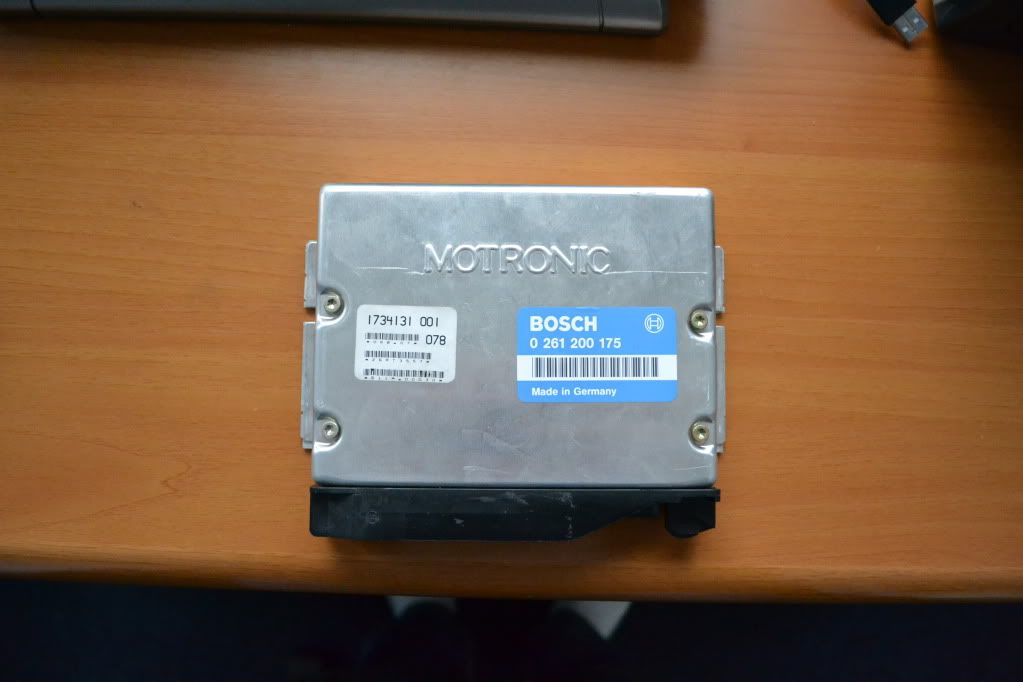 MOTRONIC
1734131 001
078
BOSCH
0 261 200 175
Made in Germany